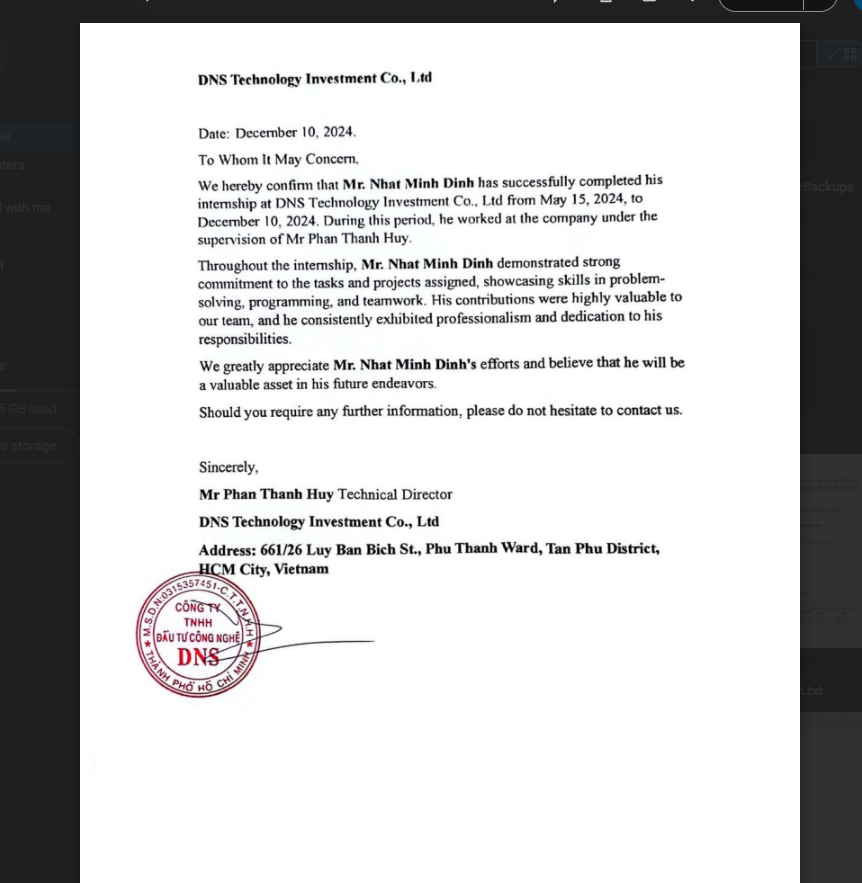 ve
uters
d with me
d
e
5 GB used
re storage
Backups
t.txt
DNS Technology Investment Co., Ltd
Date: December 10, 2024.
To Whom It May Concern,
We hereby confirm that Mr. Nhat Minh Dinh has successfully completed his
internship at DNS Technology Investment Co., Ltd from May 15, 2024, to
December 10, 2024. During this period, he worked at the company under the
supervision of Mr Phan Thanh Huy.
Throughout the internship, Mr. Nhat Minh Dinh demonstrated strong
commitment to the tasks and projects assigned, showcasing skills in problem-
solving, programming, and teamwork. His contributions were highly valuable to
our team, and he consistently exhibited professionalism and dedication to his
responsibilities.
We greatly appreciate Mr. Nhat Minh Dinh's efforts and believe that he will be
a valuable asset in his future endeavors.
Should you require any further information, please do not hesitate to contact us.
Sincerely,
Mr Phan Thanh Huy Technical Director
DNS Technology Investment Co., Ltd
Address: 661/26 Luy Ban Bich St., Phu Thanh Ward, Tan Phu District,
HCM City, Vietnam
M.S.D.N:0315357451-C.T.T.N.H.H
CÔNG TY
TNHH
ĐẦU TƯ CÔNG NGHỆ
DNS
THÀNH PHỐ HỒ CHÍ MINH